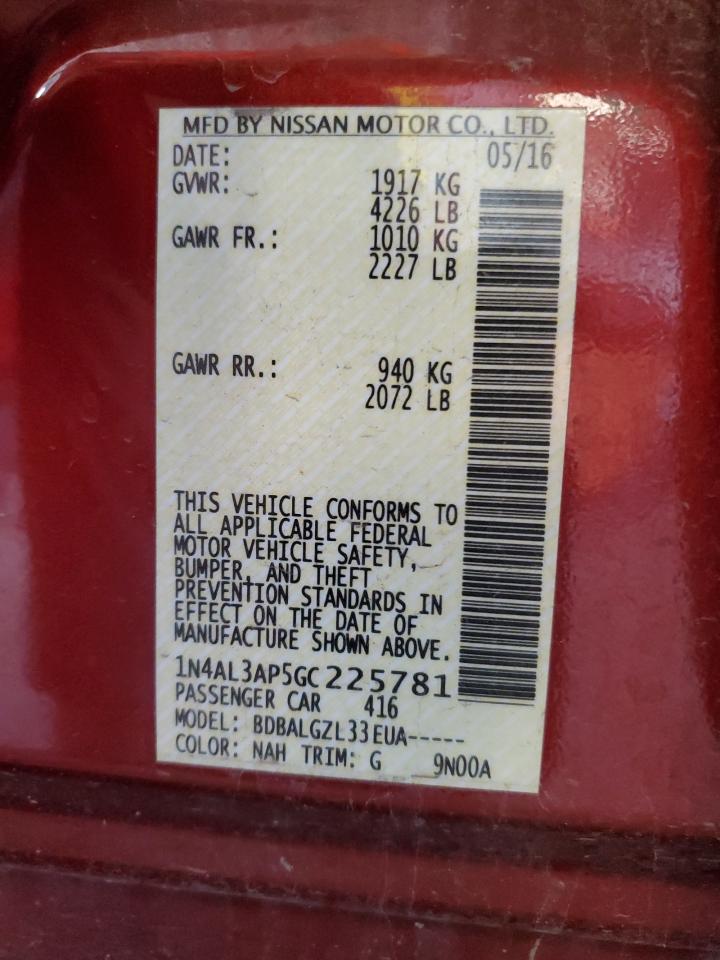 MFD BY NISSAN MOTOR CO., LTD.
DATE: 05/16
GVWR: 1917 KG
4226 LB
GAWR FR.: 1010 KG
2227 LB
GAWR RR.: 940 KG
2072 LB
THIS VEHICLE CONFORMS TO
ALL APPLICABLE FEDERAL
MOTOR VEHICLE SAFETY,
BUMPER, AND THEFT
PREVENTION STANDARDS IN
EFFECT ON THE DATE OF
MANUFACTURE SHOWN ABOVE.
1N4AL3AP5GC225781
PASSENGER CAR 416
MODEL: BDBALGZL33EUA-----
COLOR: NAH TRIM: G 9N00A